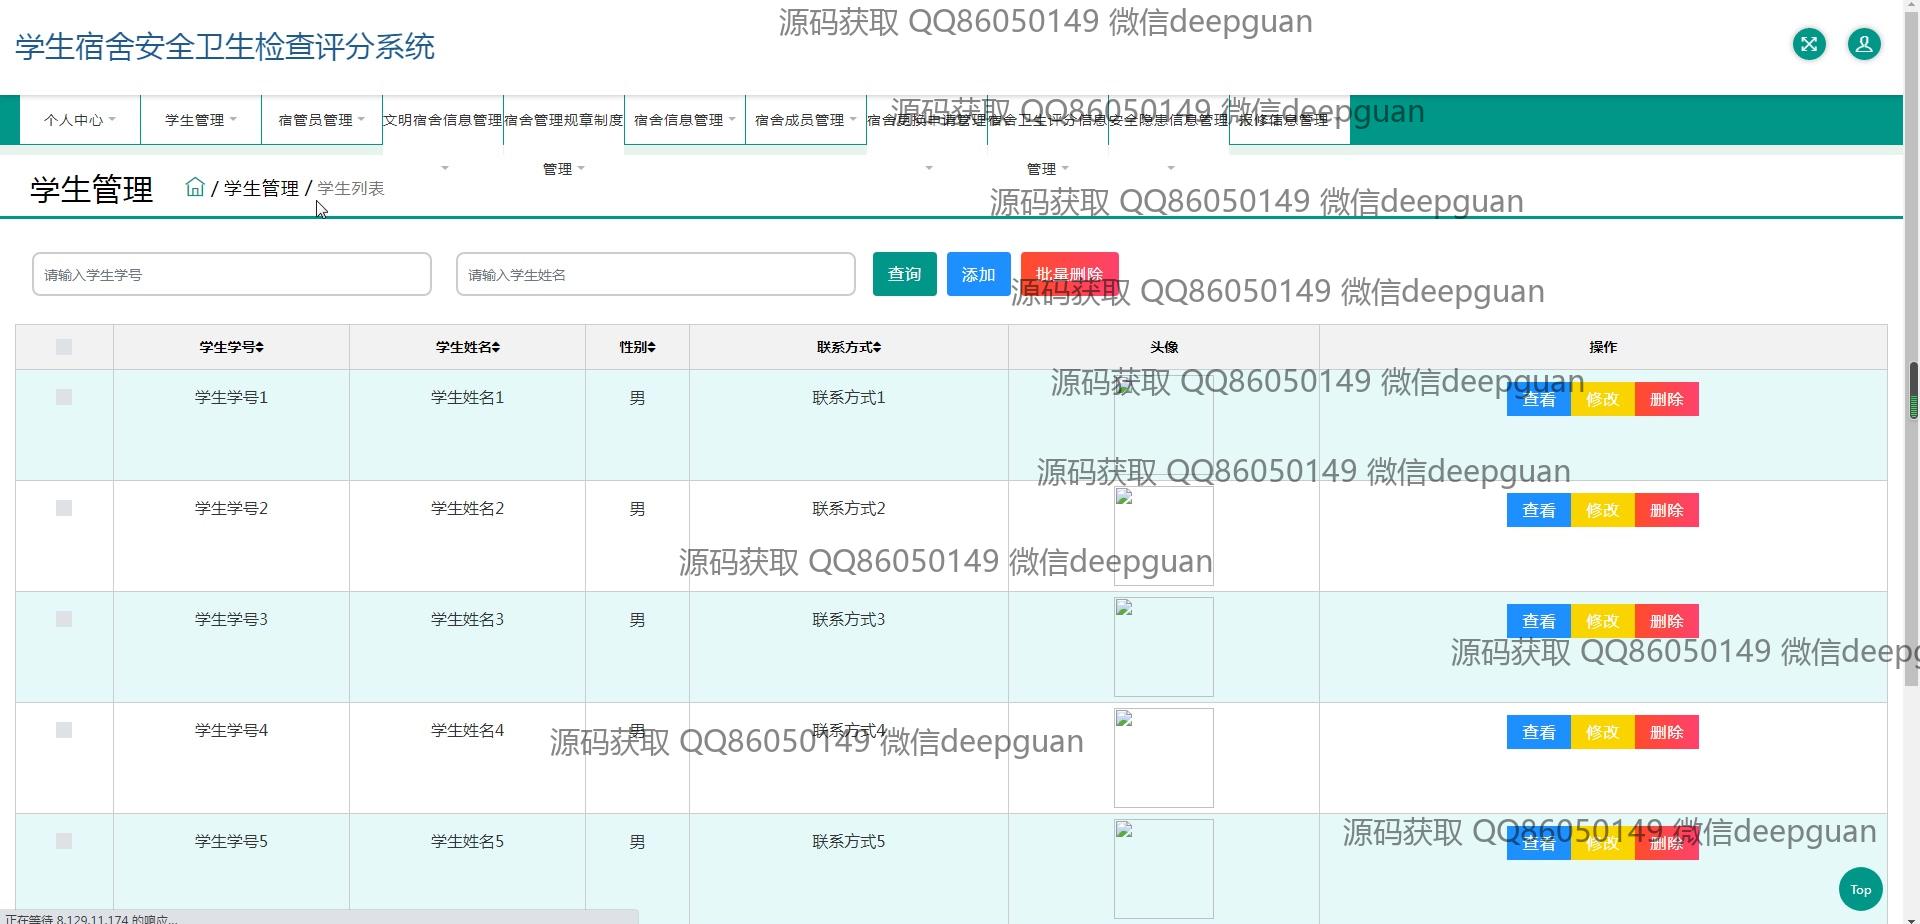 源码获取 QQ86050149 微信deepguan
学生宿舍安全卫生检查评分系统
源码获取 QQ86050149 微信deepguan
个人中心 学生管理 宿管员管理 文明宿舍信息管理 宿舍管理规章制度管理 宿舍信息管理 宿舍成员管理 宿舍更换申请管理 宿舍卫生评分信息管理 安全隐患信息管理 报修信息管理
学生管理 / 学生管理 / 学生列表
源码获取 QQ86050149 微信deepguan
请输入学生学号 请输入学生姓名 查询 添加 批量删除
源码获取 QQ86050149 微信deepguan
学生学号 学生姓名 性别 联系方式 头像 操作
源码获取 QQ86050149 微信deepguan
学生学号1 学生姓名1 男 联系方式1 查看 修改 删除
源码获取 QQ86050149 微信deepguan
学生学号2 学生姓名2 男 联系方式2 查看 修改 删除
源码获取 QQ86050149 微信deepguan
学生学号3 学生姓名3 男 联系方式3 查看 修改 删除
源码获取 QQ86050149 微信deepg
学生学号4 学生姓名4 男 联系方式4 查看 修改 删除
源码获取 QQ86050149 微信deepguan
源码获取 QQ86050149 微信deepguan
学生学号5 学生姓名5 男 联系方式5 查看 修改 删除
Top
正在等待 8.129.11.174 的响应...